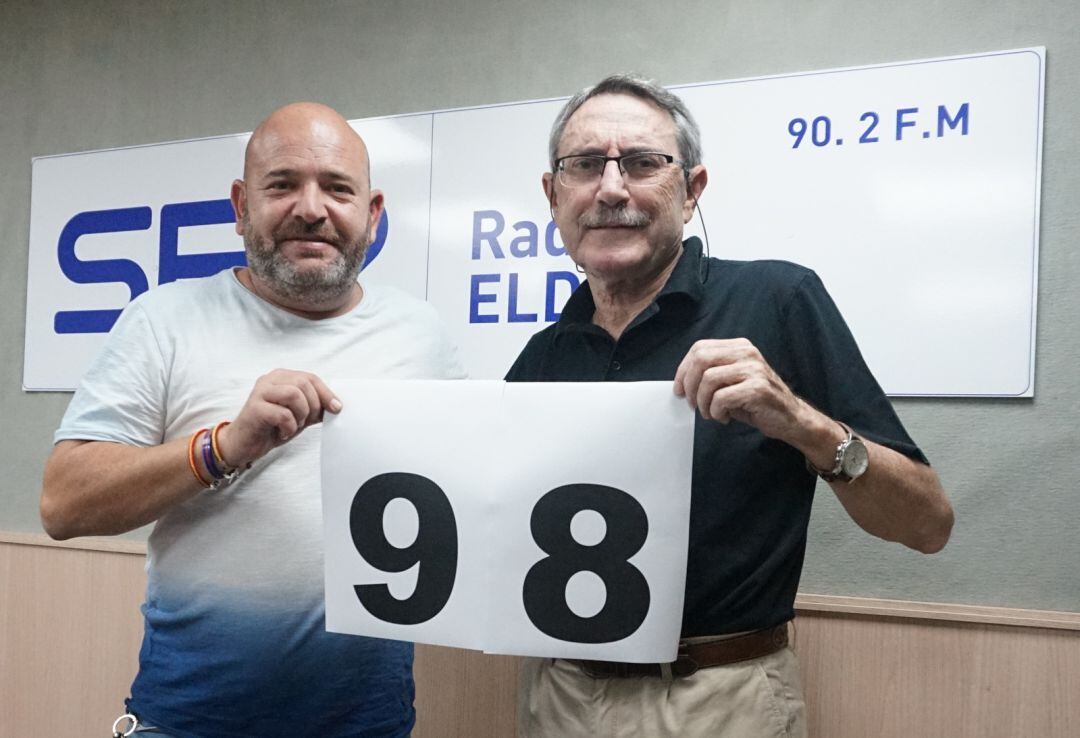 SER
90. 2 F.M
Rad
ELD
98